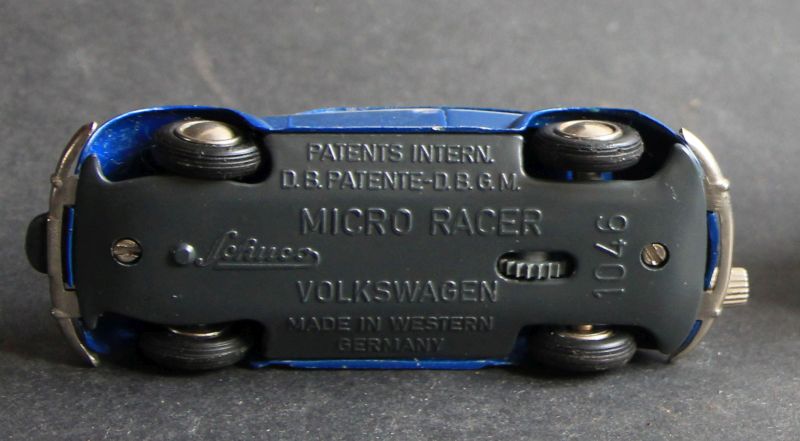 PATENTS INTERN.
D.B.PATENTE-D.B.G.M.
MICRO RACER
Schuco
1046
VOLKSWAGEN
MADE IN WESTERN
GERMANY